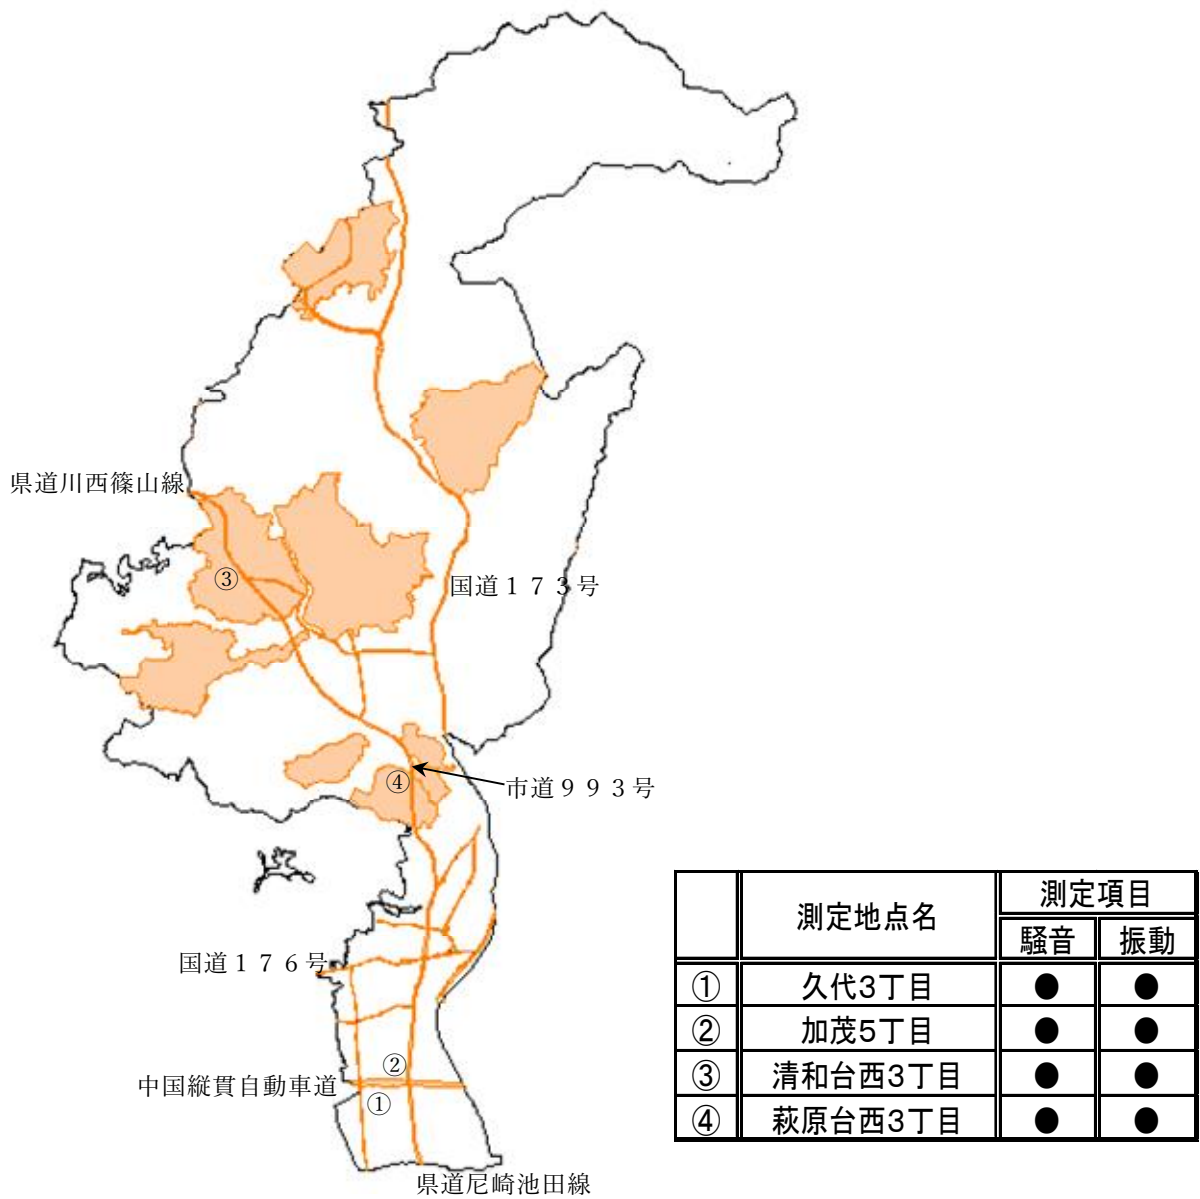 県道川西篠山線
③
国道１７３号
④
市道９９３号
国道１７６号
②
中国縦貫自動車道
①
県道尼崎池田線
測定地点名 測定項目
騒音 振動
① 久代3丁目 ● ●
② 加茂5丁目 ● ●
③ 清和台西3丁目 ● ●
④ 萩原台西3丁目 ● ●